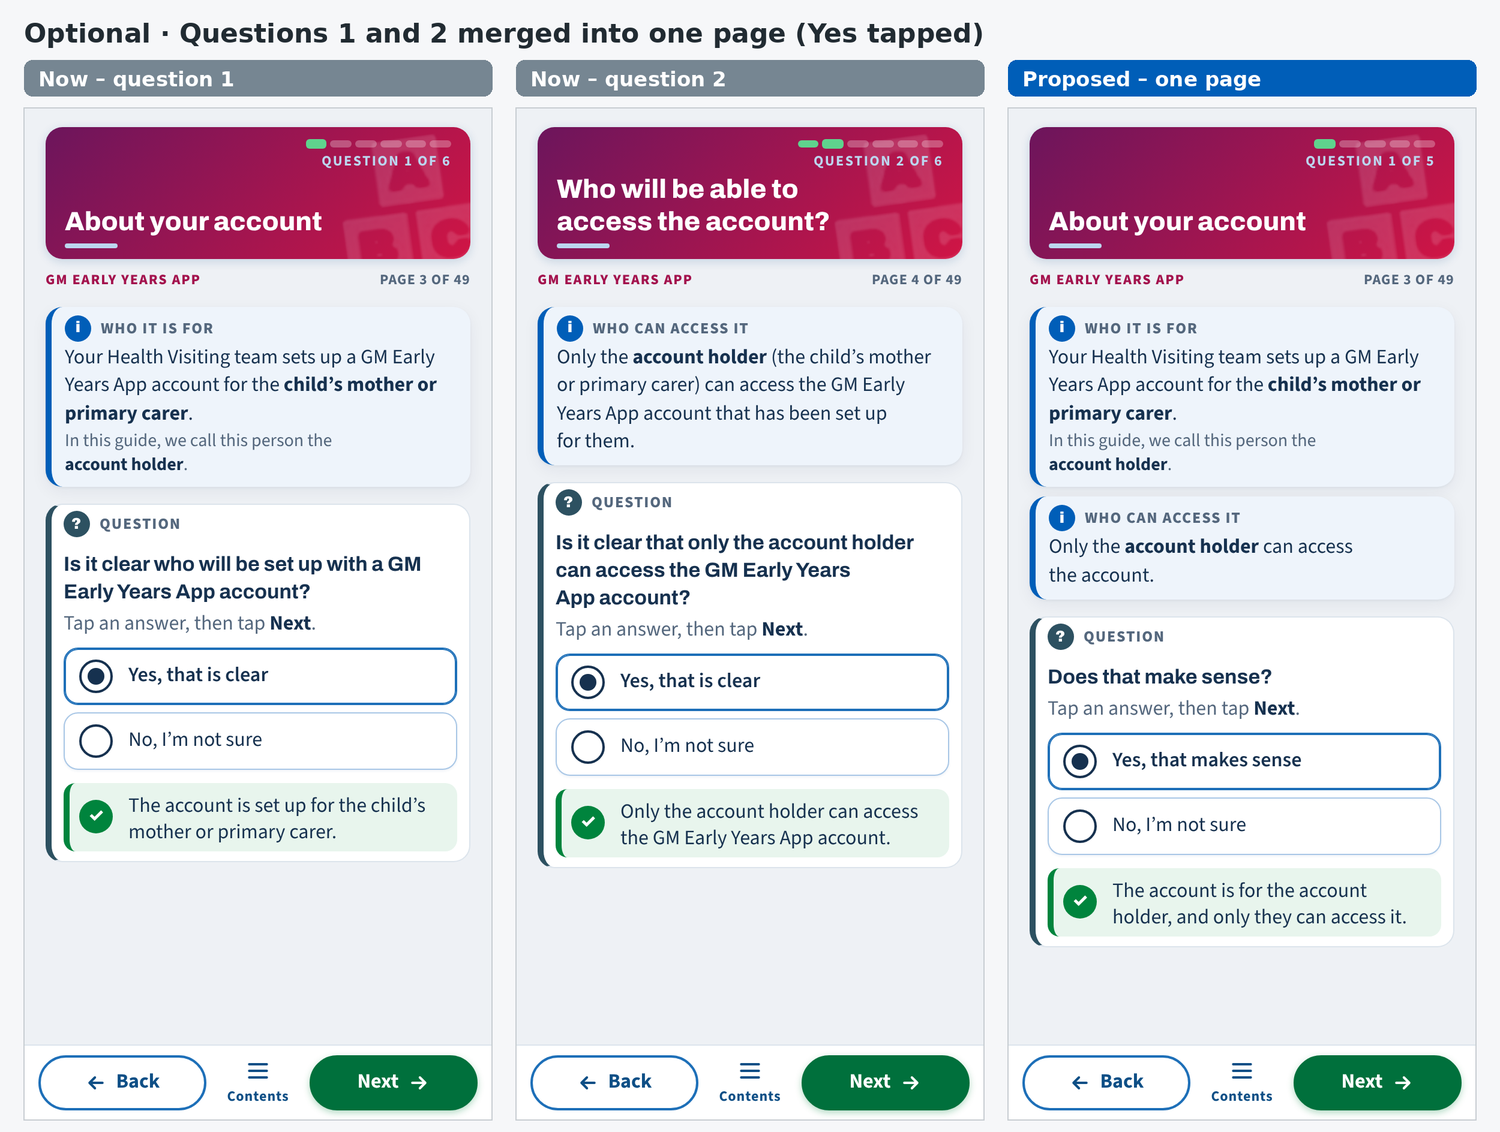 Optional · Questions 1 and 2 merged into one page (Yes tapped)
Now – question 1
QUESTION 1 OF 6
About your account
GM EARLY YEARS APP
PAGE 3 OF 49
i WHO IT IS FOR
Your Health Visiting team sets up a GM Early
Years App account for the child’s mother or
primary carer.
In this guide, we call this person the
account holder.
? QUESTION
Is it clear who will be set up with a GM
Early Years App account?
Tap an answer, then tap Next.
Yes, that is clear
No, I’m not sure
The account is set up for the child’s
mother or primary carer.
← Back
Contents
Next →
Now – question 2
QUESTION 2 OF 6
Who will be able to
access the account?
GM EARLY YEARS APP
PAGE 4 OF 49
i WHO CAN ACCESS IT
Only the account holder (the child’s mother
or primary carer) can access the GM Early
Years App account that has been set up
for them.
? QUESTION
Is it clear that only the account holder
can access the GM Early Years
App account?
Tap an answer, then tap Next.
Yes, that is clear
No, I’m not sure
Only the account holder can access
the GM Early Years App account.
← Back
Contents
Next →
Proposed – one page
QUESTION 1 OF 5
About your account
GM EARLY YEARS APP
PAGE 3 OF 49
i WHO IT IS FOR
Your Health Visiting team sets up a GM Early
Years App account for the child’s mother or
primary carer.
In this guide, we call this person the
account holder.
i WHO CAN ACCESS IT
Only the account holder can access
the account.
? QUESTION
Does that make sense?
Tap an answer, then tap Next.
Yes, that makes sense
No, I’m not sure
The account is for the account
holder, and only they can access it.
← Back
Contents
Next →